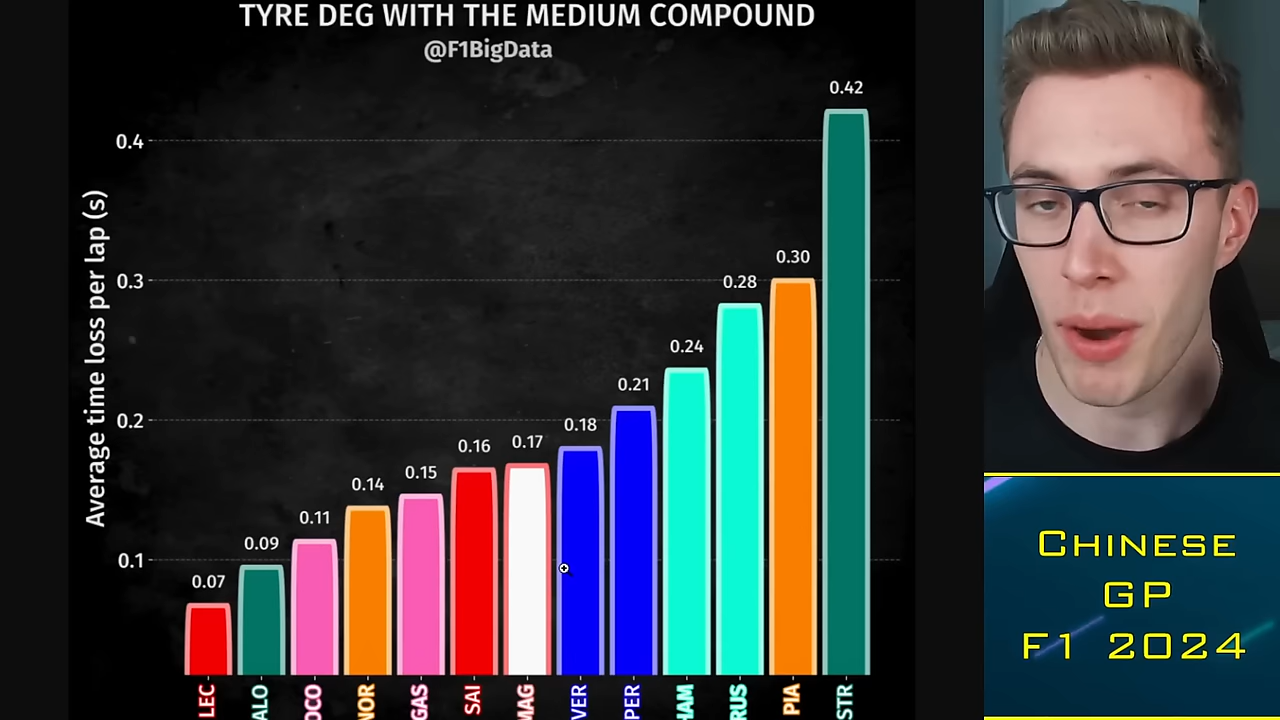 TYRE DEG WITH THE MEDIUM COMPOUND
@F1BigData
Average time loss per lap (s)
0.4
0.3
0.2
0.1
0.07
0.09
0.11
0.14
0.15
0.16
0.17
0.18
0.21
0.24
0.28
0.30
0.42
LEC
ALO
OCO
NOR
GAS
SAI
MAG
VER
PER
HAM
RUS
PIA
STR
CHINESE
GP
F1 2024